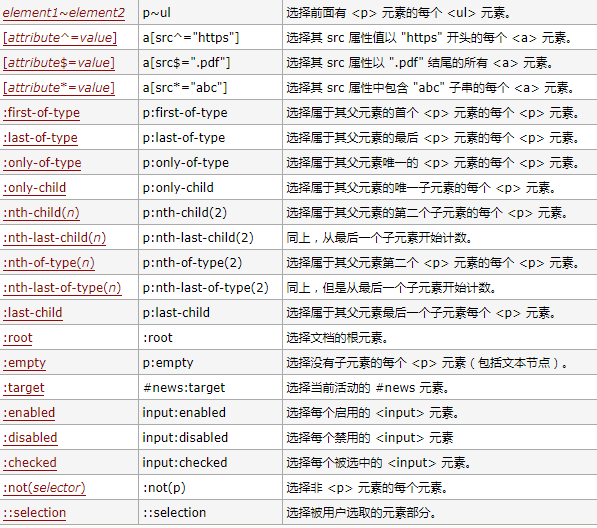 element1~element2 p~ul 选择前面有 <p> 元素的每个 <ul> 元素。
[attribute^=value] a[src^="https"] 选择其 src 属性值以 "https" 开头的每个 <a> 元素。
[attribute$=value] a[src$=".pdf"] 选择其 src 属性以 ".pdf" 结尾的所有 <a> 元素。
[attribute*=value] a[src*="abc"] 选择其 src 属性中包含 "abc" 子串的每个 <a> 元素。
:first-of-type p:first-of-type 选择属于其父元素的首个 <p> 元素的每个 <p> 元素。
:last-of-type p:last-of-type 选择属于其父元素的最后 <p> 元素的每个 <p> 元素。
:only-of-type p:only-of-type 选择属于其父元素唯一的 <p> 元素的每个 <p> 元素。
:only-child p:only-child 选择属于其父元素的唯一子元素的每个 <p> 元素。
:nth-child(n) p:nth-child(2) 选择属于其父元素的第二个子元素的每个 <p> 元素。
:nth-last-child(n) p:nth-last-child(2) 同上，从最后一个子元素开始计数。
:nth-of-type(n) p:nth-of-type(2) 选择属于其父元素第二个 <p> 元素的每个 <p> 元素。
:nth-last-of-type(n) p:nth-last-of-type(2) 同上，但是从最后一个子元素开始计数。
:last-child p:last-child 选择属于其父元素最后一个子元素每个 <p> 元素。
:root :root 选择文档的根元素。
:empty p:empty 选择没有子元素的每个 <p> 元素（包括文本节点）。
:target #news:target 选择当前活动的 #news 元素。
:enabled input:enabled 选择每个启用的 <input> 元素。
:disabled input:disabled 选择每个禁用的 <input> 元素
:checked input:checked 选择每个被选中的 <input> 元素。
:not(selector) :not(p) 选择非 <p> 元素的每个元素。
::selection ::selection 选择被用户选取的元素部分。